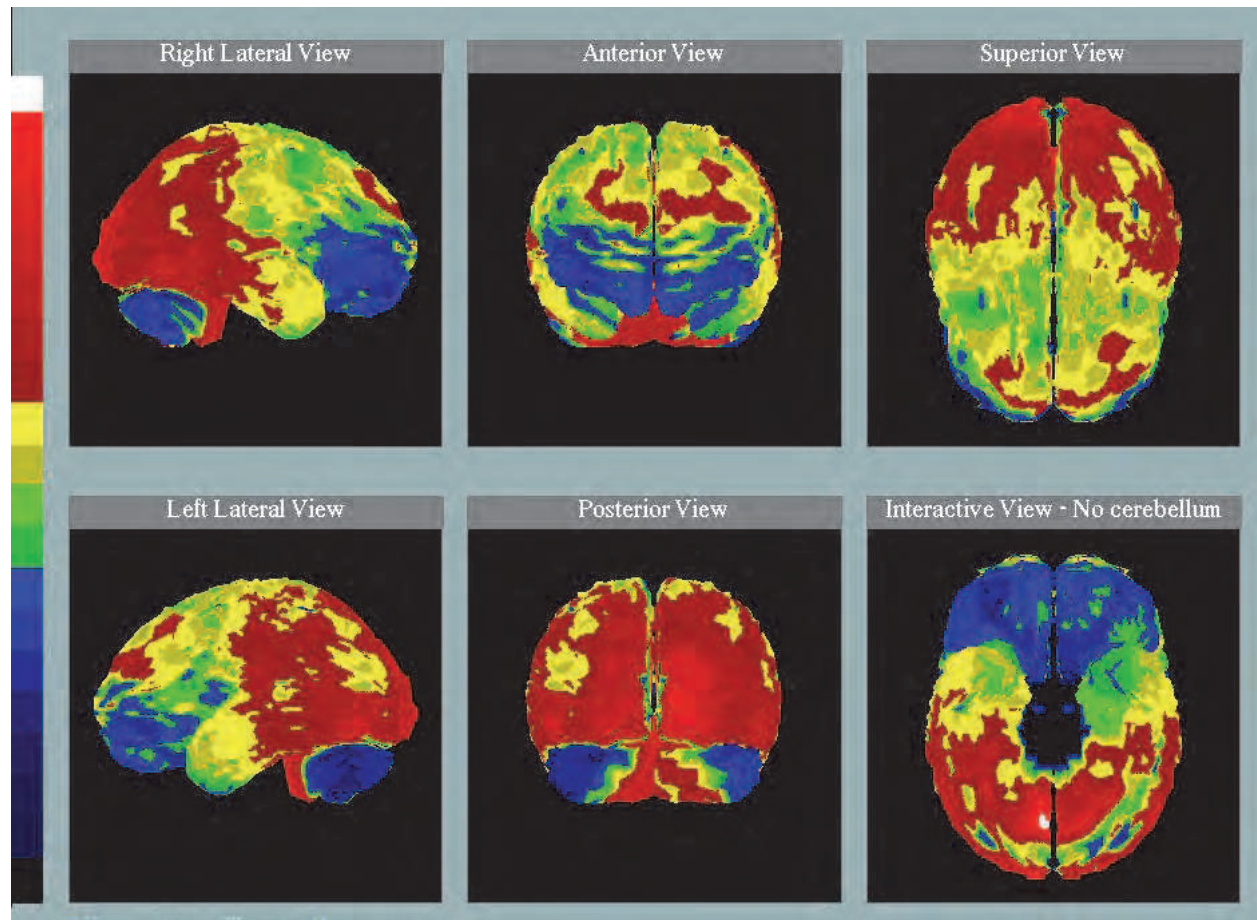 Right Lateral View
Anterior View
Superior View
Left Lateral View
Posterior View
Interactive View - No cerebellum